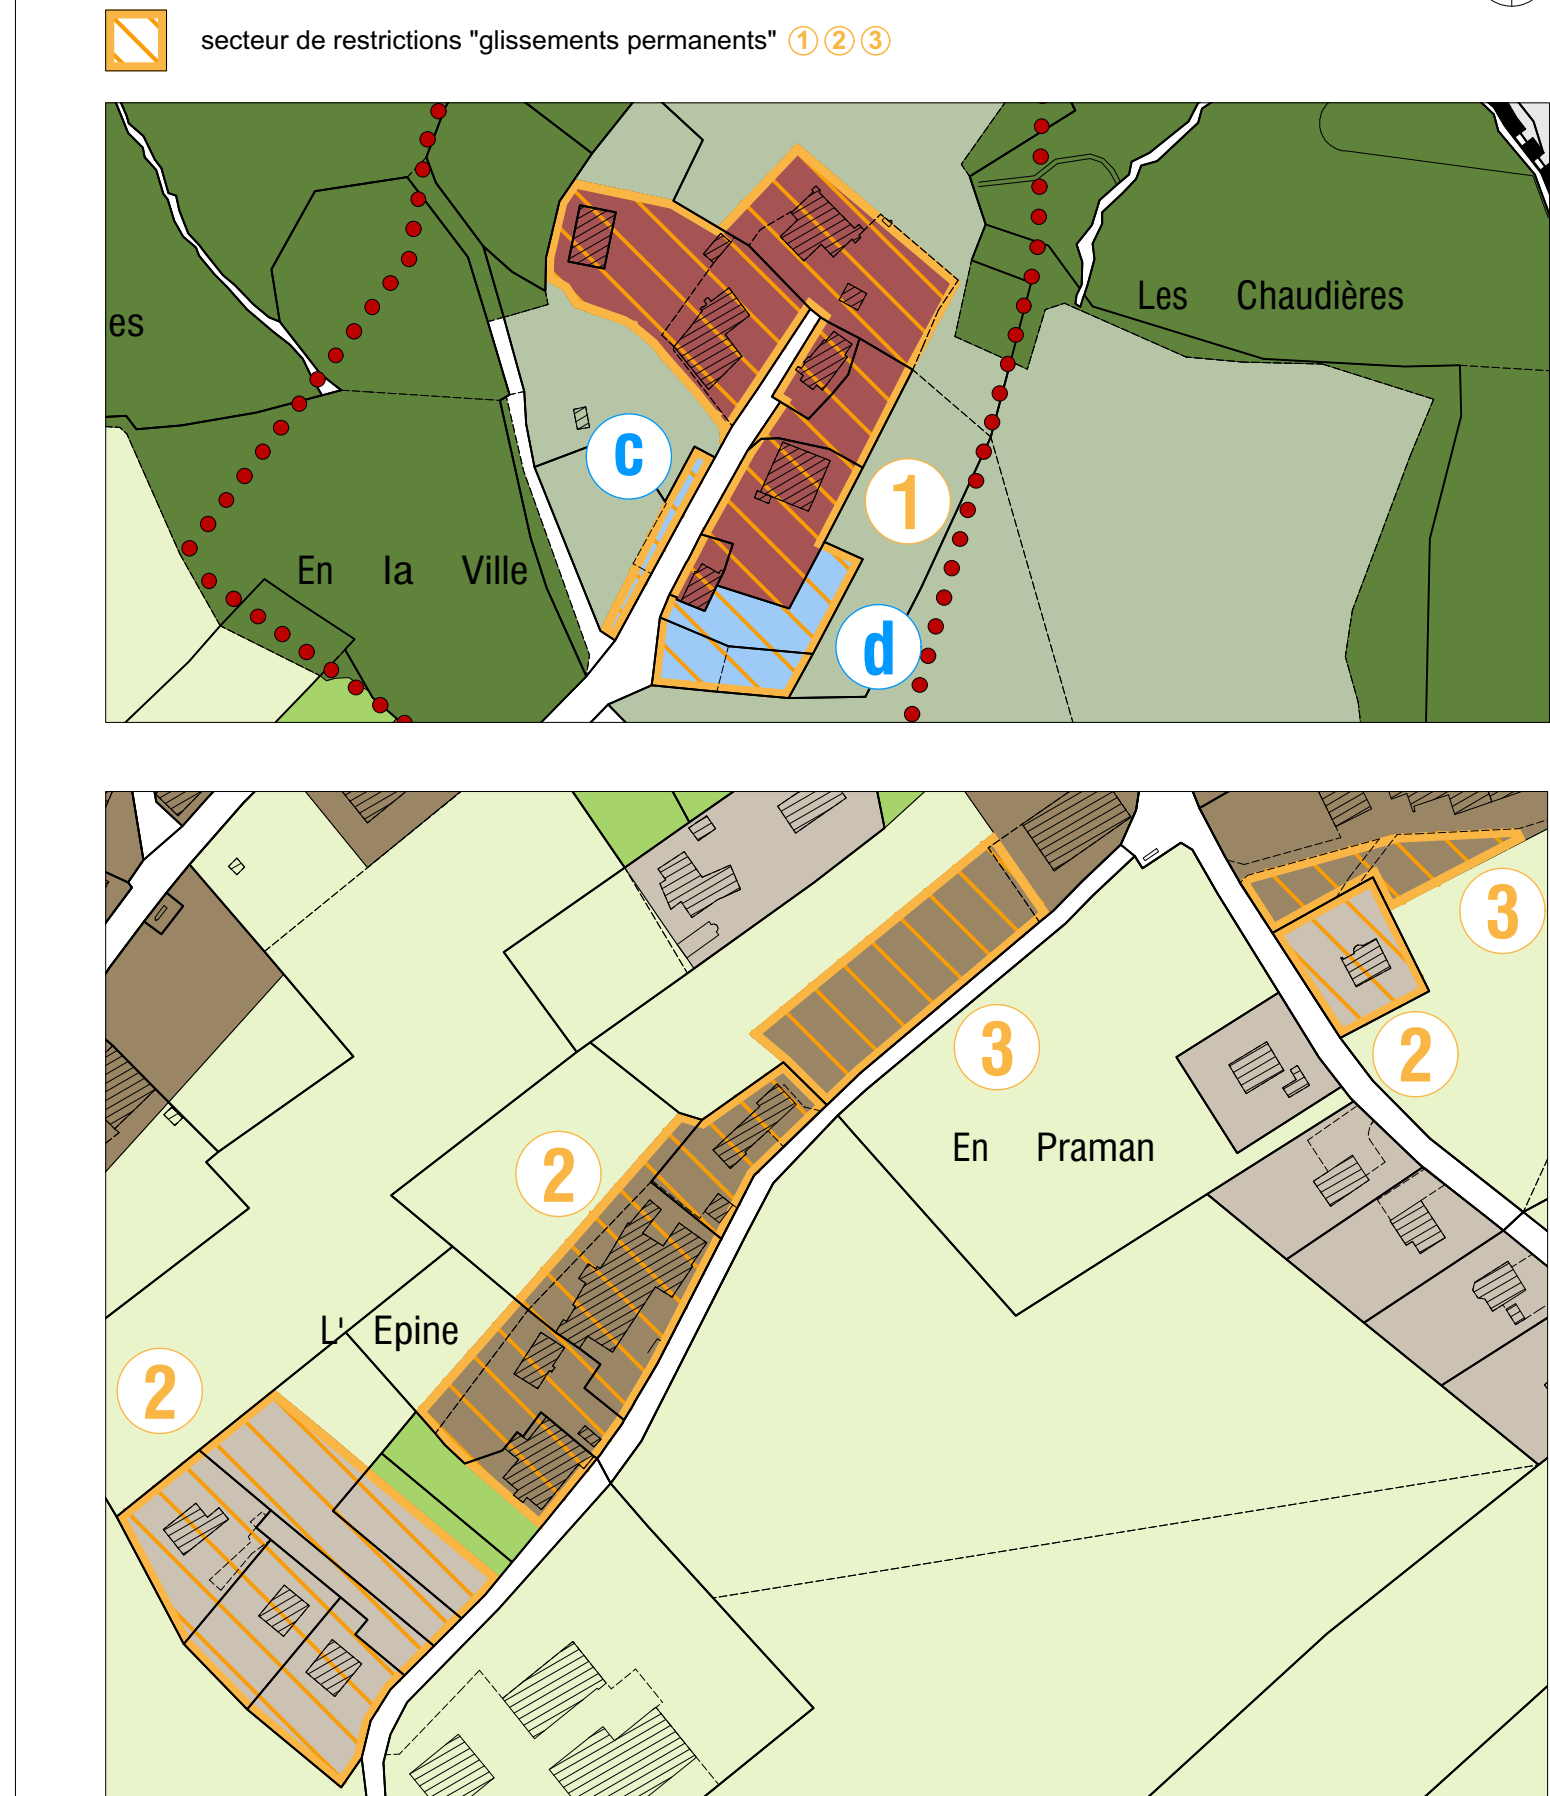 secteur de restrictions "glissements permanents" 1 2 3
Les Chaudières
es
c
1
En la Ville
d
3
3
2
En Praman
2
L' Epine
2